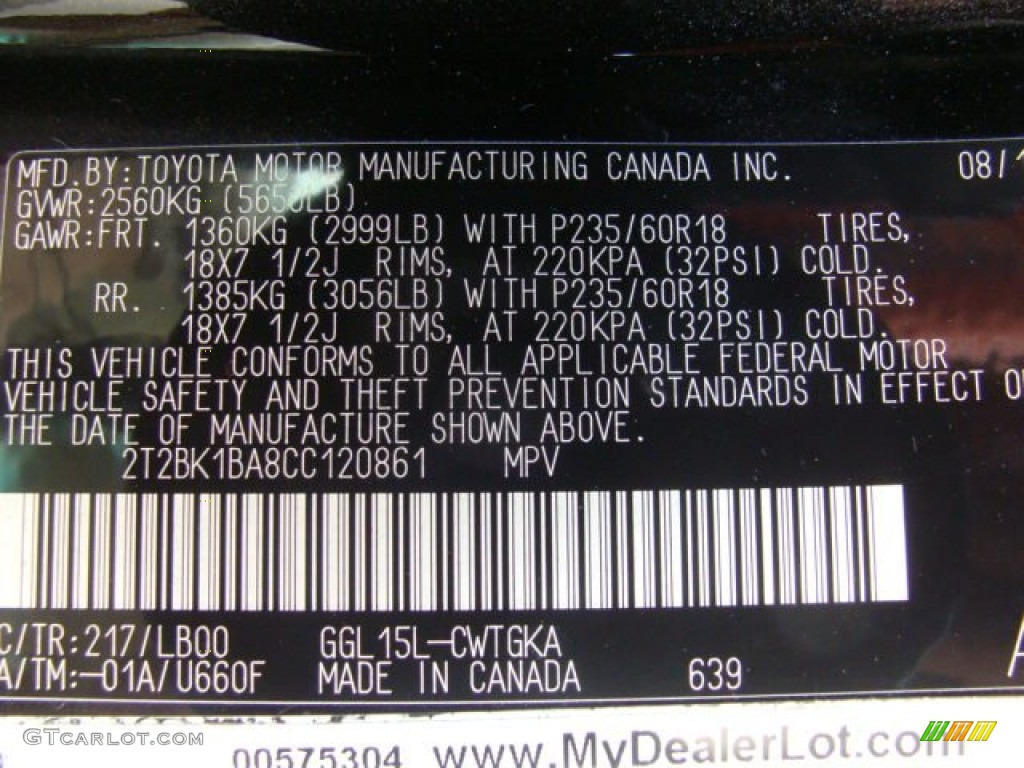 MFD.BY:TOYOTA MOTOR MANUFACTURING CANADA INC. 08/1
GVWR:2560KG (5650LB)
GAWR:FRT. 1360KG (2999LB) WITH P235/60R18 TIRES,
18X7 1/2J RIMS, AT 220KPA (32PSI) COLD.
RR. 1385KG (3056LB) WITH P235/60R18 TIRES,
18X7 1/2J RIMS, AT 220KPA (32PSI) COLD.
THIS VEHICLE CONFORMS TO ALL APPLICABLE FEDERAL MOTOR
VEHICLE SAFETY AND THEFT PREVENTION STANDARDS IN EFFECT O
THE DATE OF MANUFACTURE SHOWN ABOVE.
2T2BK1BA8CC120861 MPV
C/TR:217/LB00 GGL15L-CWTGKA
A/TM:-01A/U660F MADE IN CANADA 639
GTCarlot.com 00575304 www.MyDealerLot.com